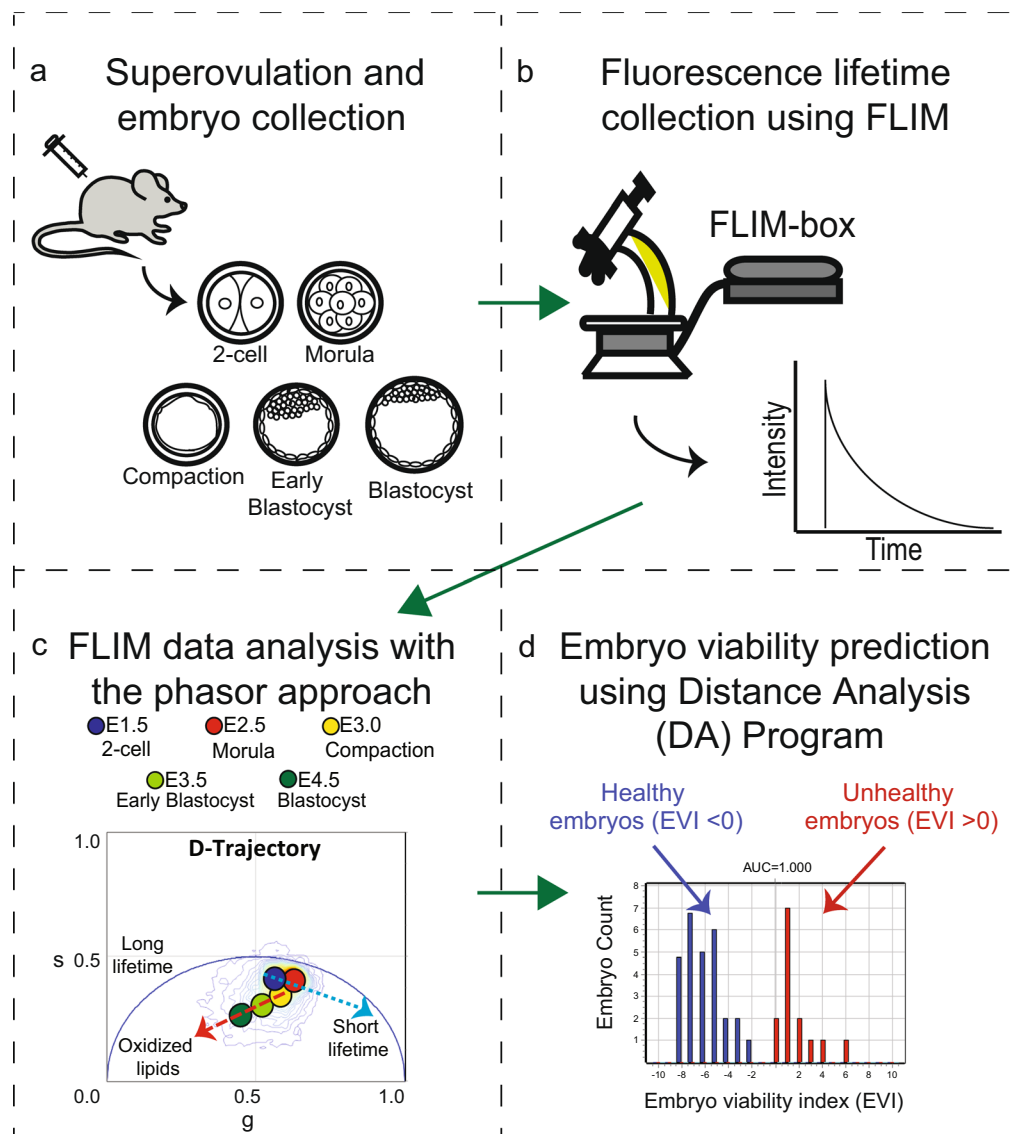 a
Superovulation and
embryo collection
2-cell
Morula
Compaction
Early
Blastocyst
Blastocyst
b
Fluorescence lifetime
collection using FLIM
FLIM-box
Intensity
Time
c
FLIM data analysis with
the phasor approach
E1.5
2-cell
E2.5
Morula
E3.0
Compaction
E3.5
Early Blastocyst
E4.5
Blastocyst
D-Trajectory
1.0
s
0.5
Long
lifetime
Oxidized
lipids
Short
lifetime
0.0
0.5
1.0
g
d
Embryo viability prediction
using Distance Analysis
(DA) Program
Healthy
embryos (EVI <0)
Unhealthy
embryos (EVI >0)
AUC=1.000
Embryo Count
8
7
6
5
4
3
2
1
-10 -8 -6 -4 -2 2 4 6 8 10
Embryo viability index (EVI)